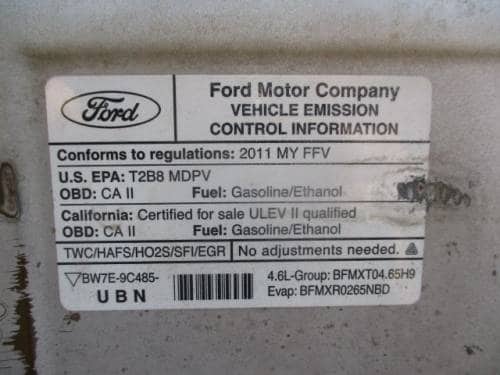 Ford
Ford Motor Company
VEHICLE EMISSION
CONTROL INFORMATION
Conforms to regulations: 2011 MY FFV
U.S. EPA: T2B8 MDPV
OBD: CA II Fuel: Gasoline/Ethanol
California: Certified for sale ULEV II qualified
OBD: CA II Fuel: Gasoline/Ethanol
TWC/HAFS/HO2S/SFI/EGR No adjustments needed.
BW7E-9C485- 4.6L-Group: BFMXT04.65H9
UBN Evap: BFMXR0265NBD